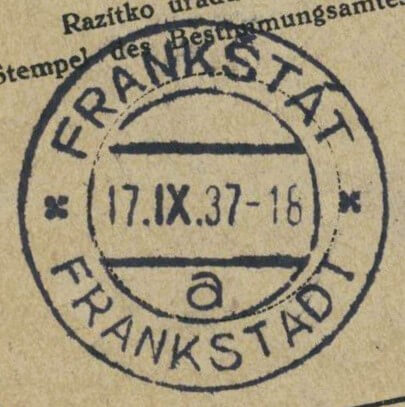 Razítko úřadu
Stempel des Bestimmungsamtes
FRANKŠTÁT
17.IX.37-18
a
FRANKSTADT